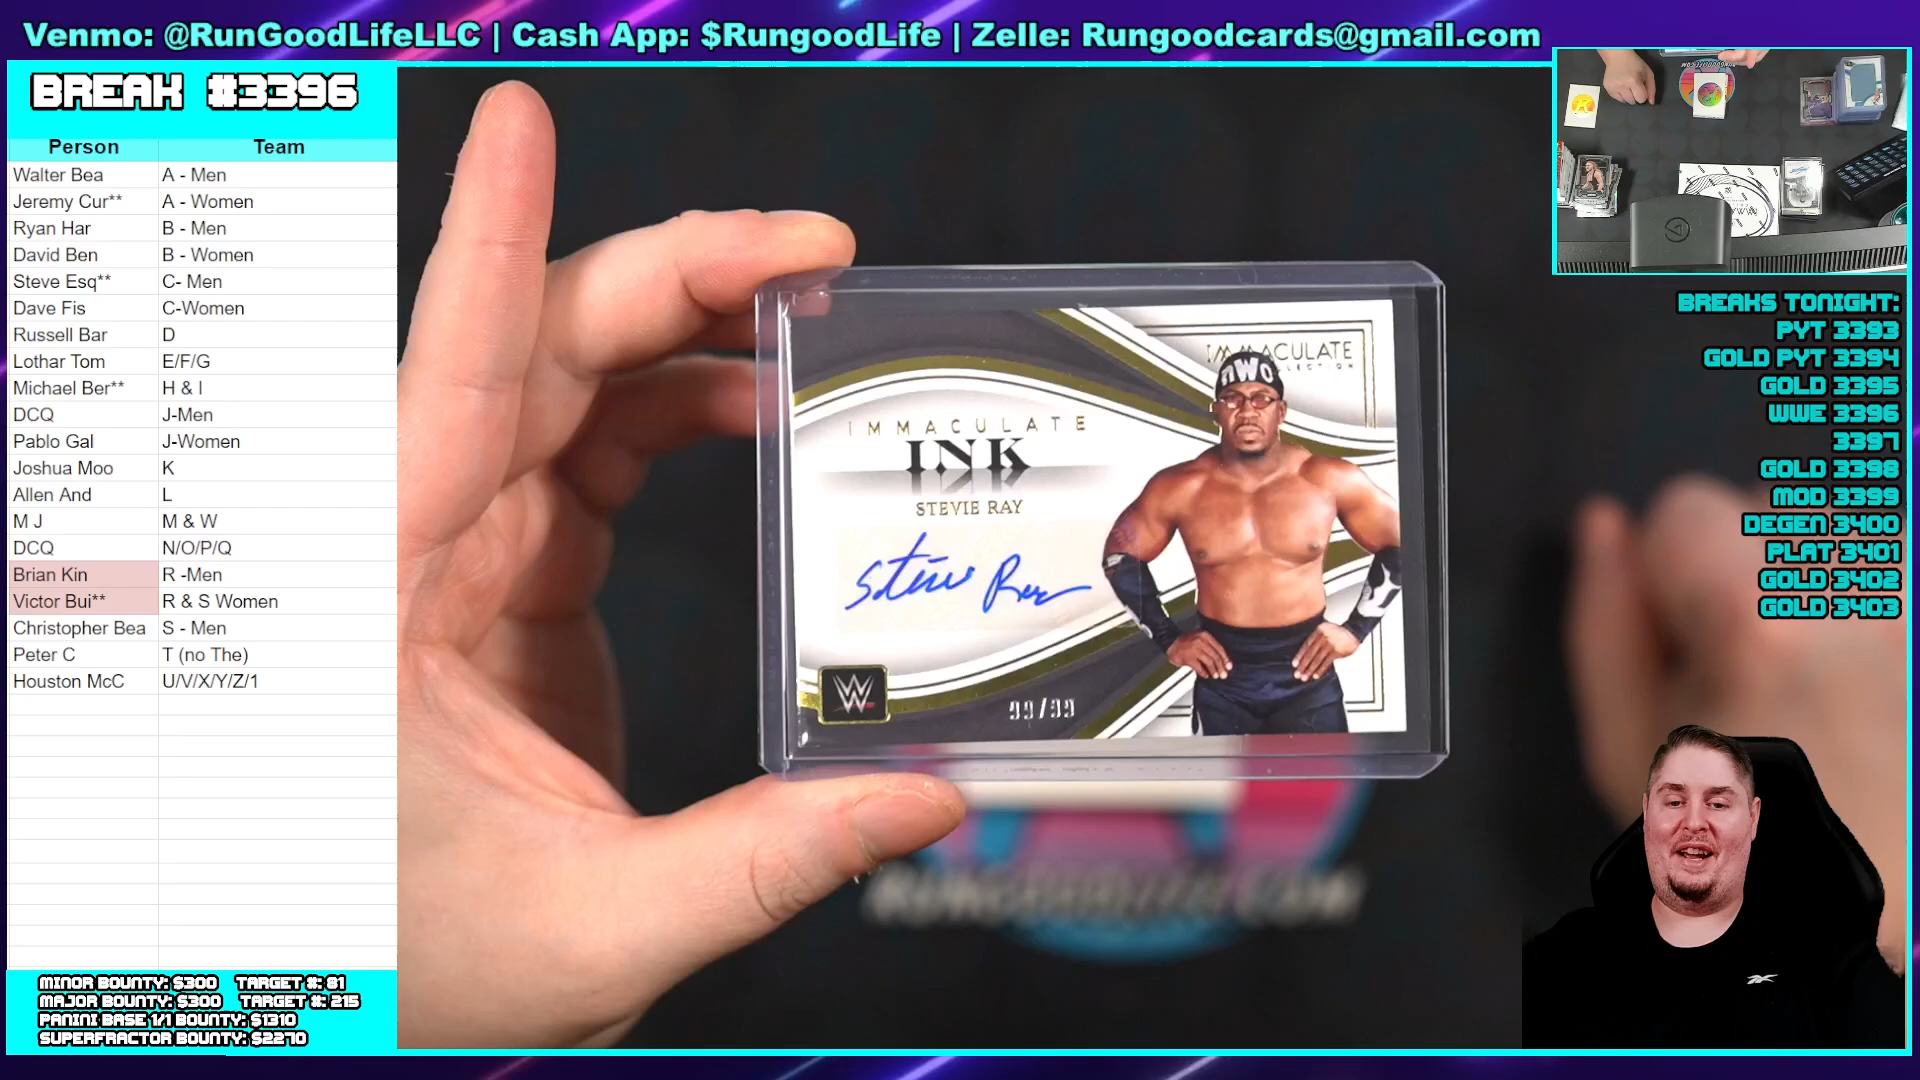 Venmo: @RunGoodLifeLLC | Cash App: $RungoodLife | Zelle: Rungoodcards@gmail.com
BREAK #3396
Person Team
Walter Bea A - Men
Jeremy Cur** A - Women
Ryan Har B - Men
David Ben B - Women
Steve Esq** C- Men
Dave Fis C-Women
Russell Bar D
Lothar Tom E/F/G
Michael Ber** H & I
DCQ J-Men
Pablo Gal J-Women
Joshua Moo K
Allen And L
M J M & W
DCQ N/O/P/Q
Brian Kin R -Men
Victor Bui** R & S Women
Christopher Bea S - Men
Peter C T (no The)
Houston McC U/V/X/Y/Z/1
MINOR BOUNTY: $300 TARGET #: 81
MAJOR BOUNTY: $300 TARGET #: 215
PANINI BASE 1/1 BOUNTY: $1310
SUPERFRACTOR BOUNTY: $2270
IMMACULATE
nWo
IMMACULATE
INK
STEVIE RAY
Stevie Ray
W
99/99
RUNGOODLIFE.COM
BREAKS TONIGHT:
PYT 3393
GOLD PYT 3394
GOLD 3395
WWE 3396
3397
GOLD 3398
MOD 3399
DEGEN 3400
PLAT 3401
GOLD 3402
GOLD 3403